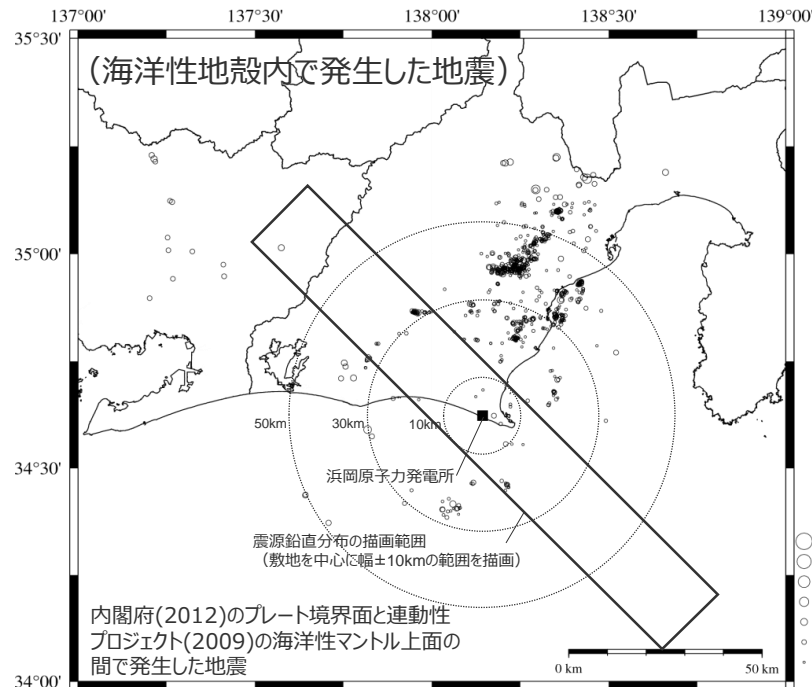 137°00' 137°30' 138°00' 138°30' 139°00'
35°30'
(海洋性地殻内で発生した地震)
35°00'
50km 30km 10km
浜岡原子力発電所
34°30'
震源鉛直分布の描画範囲
(敷地を中心に幅±10kmの範囲を描画)
内閣府(2012)のプレート境界面と連動性
プロジェクト(2009)の海洋性マントル上面の
間で発生した地震
0 km 50 km
34°00'